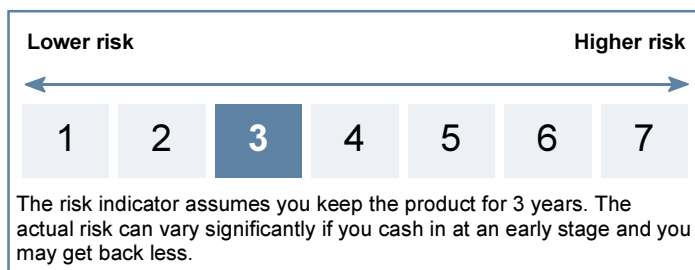 Lower risk Higher risk
1 2 3 4 5 6 7
The risk indicator assumes you keep the product for 3 years. The
actual risk can vary significantly if you cash in at an early stage and you
may get back less.